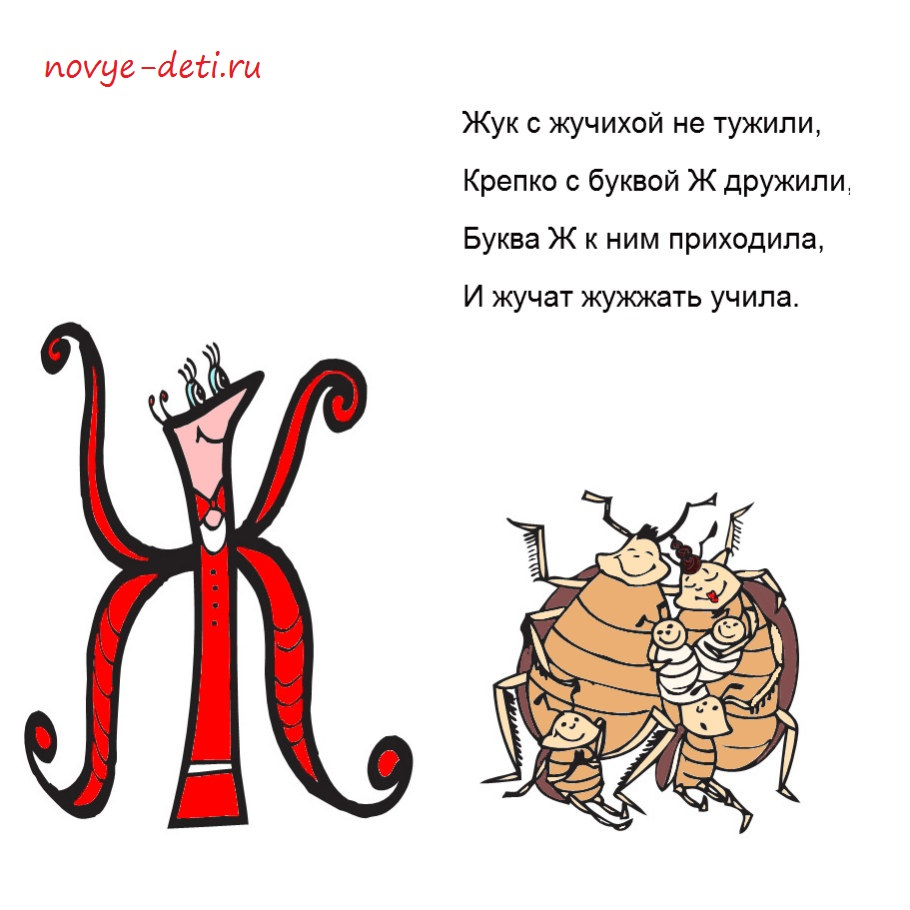 novye-deti.ru
Жук с жучихой не тужили,
Крепко с буквой Ж дружили,
Буква Ж к ним приходила,
И жучат жужжать учила.